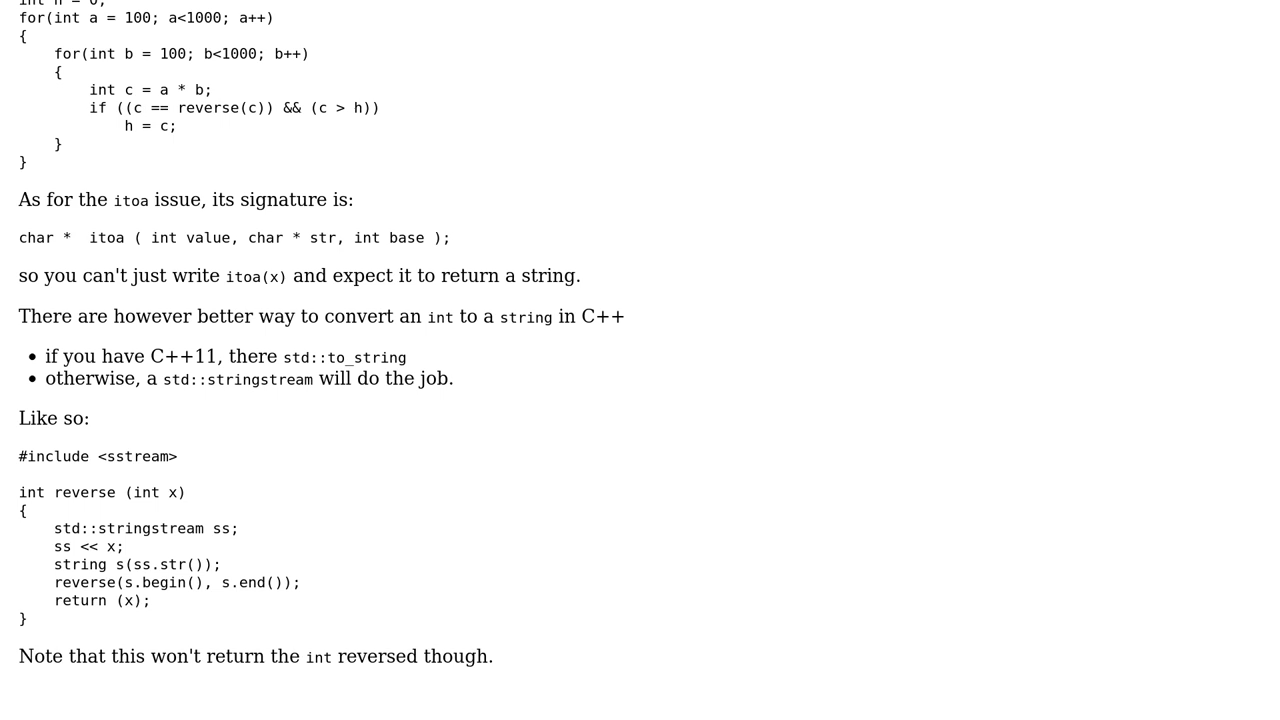 int h = 0;
for(int a = 100; a<1000; a++)
{
    for(int b = 100; b<1000; b++)
    {
        int c = a * b;
        if ((c == reverse(c)) && (c > h))
            h = c;
    }
}
As for the itoa issue, its signature is:
char *  itoa ( int value, char * str, int base );
so you can't just write itoa(x) and expect it to return a string.
There are however better way to convert an int to a string in C++
• if you have C++11, there std::to_string
• otherwise, a std::stringstream will do the job.
Like so:
#include <sstream>
int reverse (int x)
{
    std::stringstream ss;
    ss << x;
    string s(ss.str());
    reverse(s.begin(), s.end());
    return (x);
}
Note that this won't return the int reversed though.